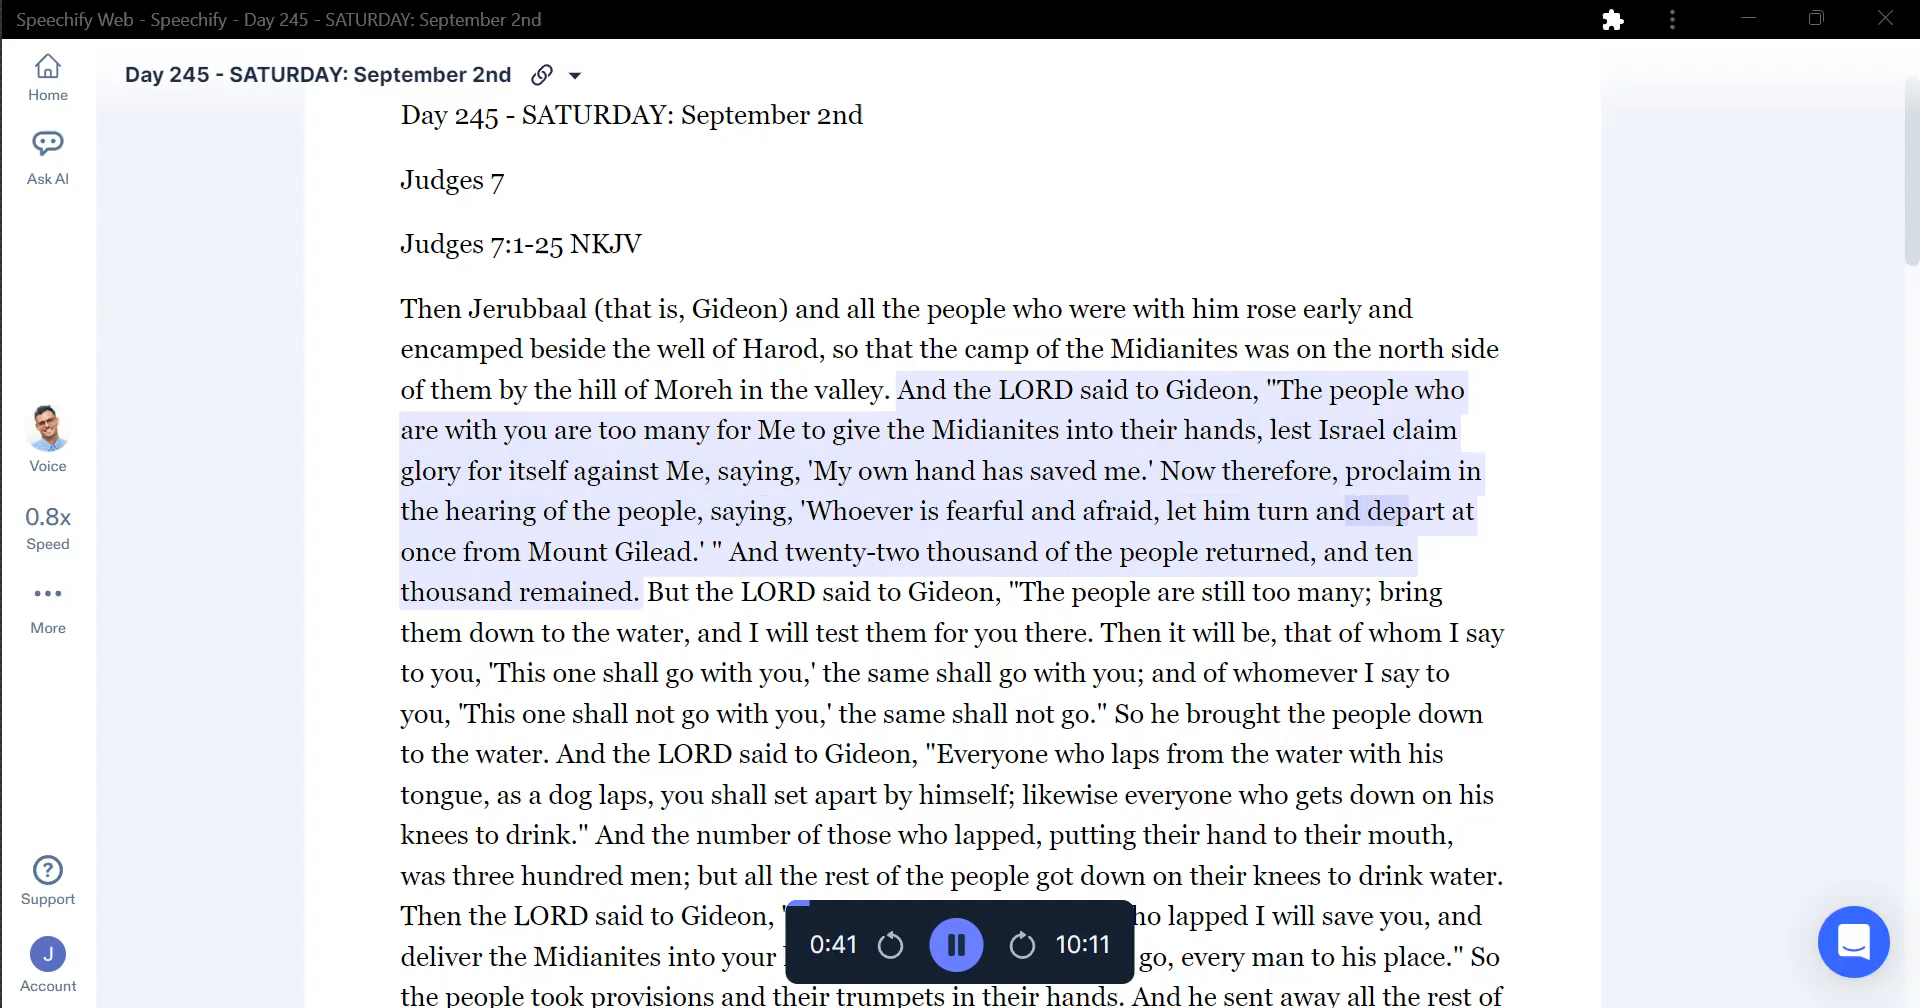 Speechify Web - Speechify - Day 245 - SATURDAY: September 2nd
Home
Ask AI
Voice
0.8x
Speed
More
Support
J
Account
Day 245 - SATURDAY: September 2nd
Day 245 - SATURDAY: September 2nd
Judges 7
Judges 7:1-25 NKJV
Then Jerubbaal (that is, Gideon) and all the people who were with him rose early and
encamped beside the well of Harod, so that the camp of the Midianites was on the north side
of them by the hill of Moreh in the valley. And the LORD said to Gideon, "The people who
are with you are too many for Me to give the Midianites into their hands, lest Israel claim
glory for itself against Me, saying, 'My own hand has saved me.' Now therefore, proclaim in
the hearing of the people, saying, 'Whoever is fearful and afraid, let him turn and depart at
once from Mount Gilead.' " And twenty-two thousand of the people returned, and ten
thousand remained. But the LORD said to Gideon, "The people are still too many; bring
them down to the water, and I will test them for you there. Then it will be, that of whom I say
to you, 'This one shall go with you,' the same shall go with you; and of whomever I say to
you, 'This one shall not go with you,' the same shall not go." So he brought the people down
to the water. And the LORD said to Gideon, "Everyone who laps from the water with his
tongue, as a dog laps, you shall set apart by himself; likewise everyone who gets down on his
knees to drink." And the number of those who lapped, putting their hand to their mouth,
was three hundred men; but all the rest of the people got down on their knees to drink water.
Then the LORD said to Gideon, " lapped I will save you, and
deliver the Midianites into your go, every man to his place." So
the people took provisions and their trumpets in their hands. And he sent away all the rest of
0:41
10:11